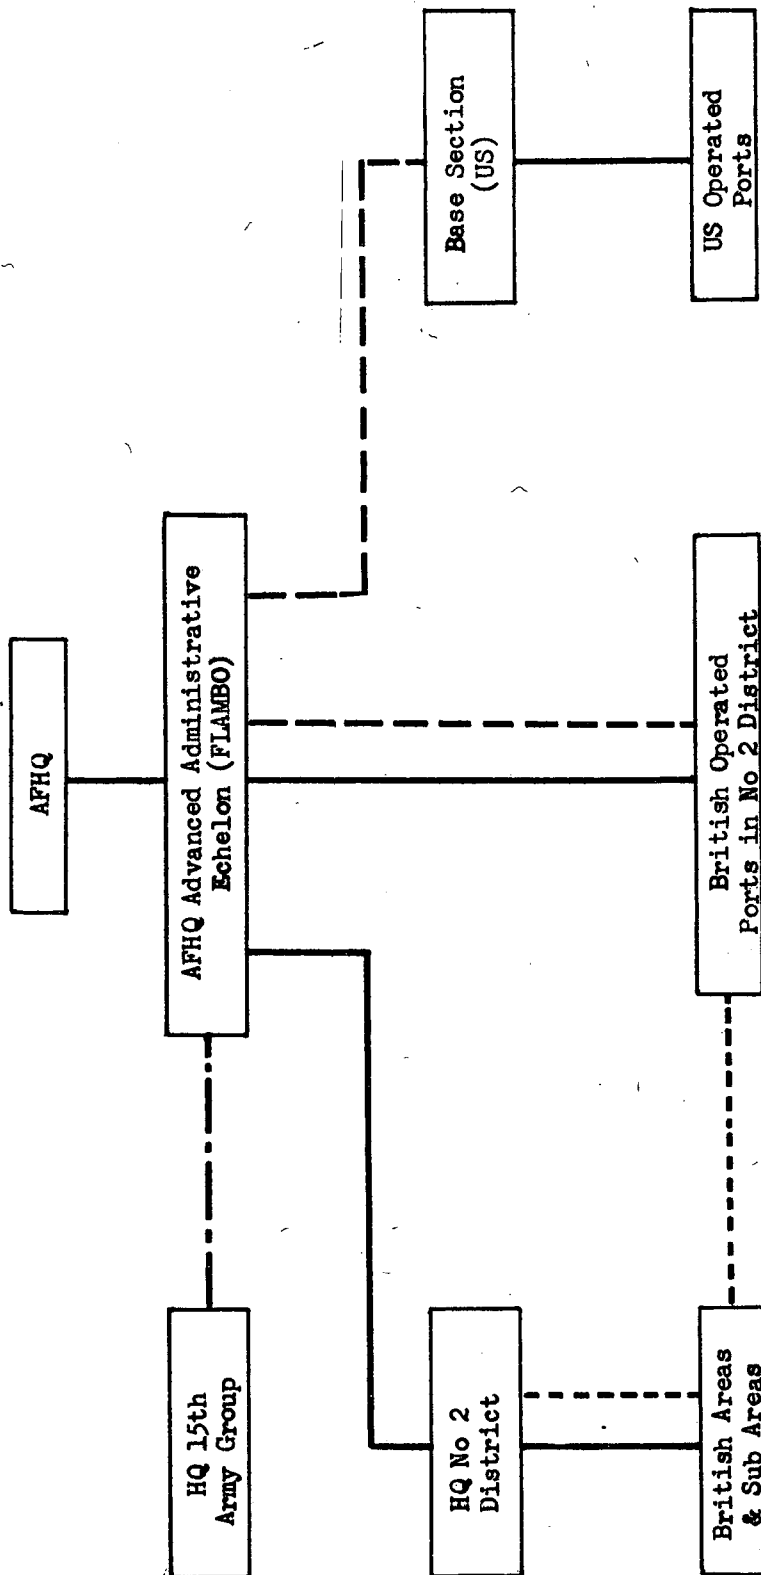 AFHQ
AFHQ Advanced Administrative
Echelon (FLAMBO)
HQ 15th
Army Group
HQ No 2
District
Base Section
(US)
British Areas
& Sub Areas
British Operated
Ports in No 2 District
US Operated
Ports